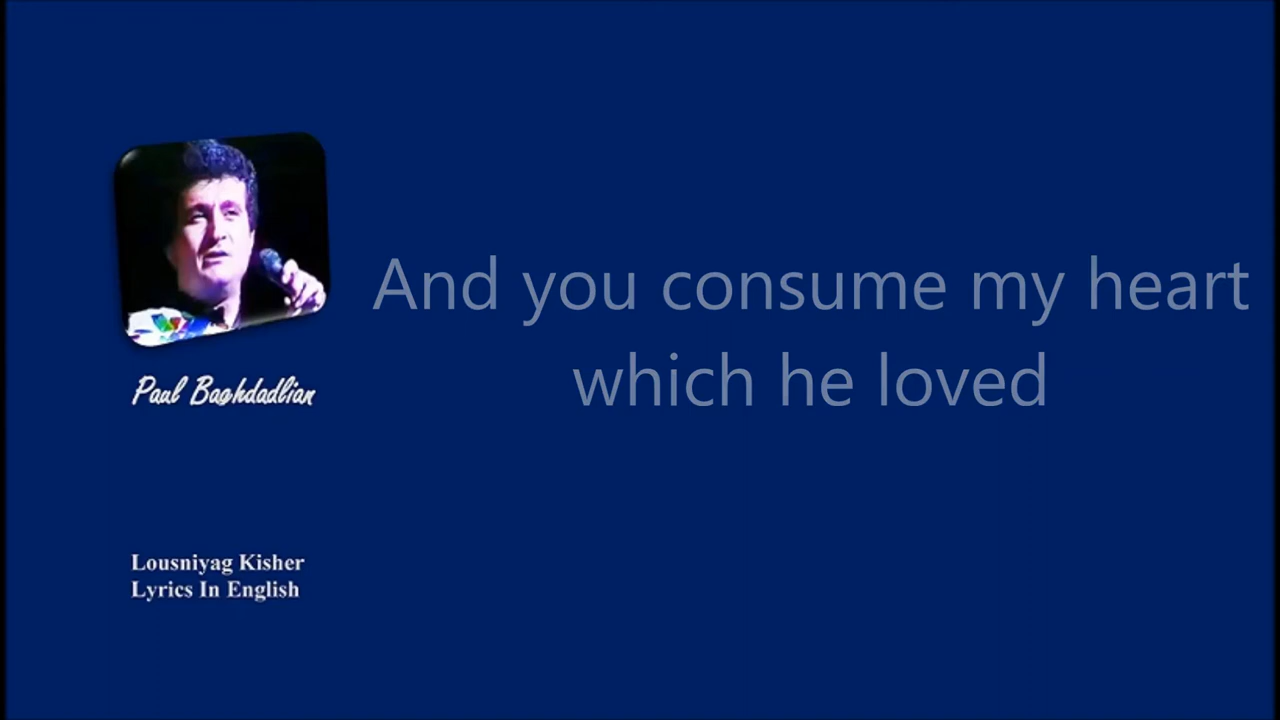 And you consume my heart
which he loved
Paul Baghdadlian
Lousniyag Kisher
Lyrics In English